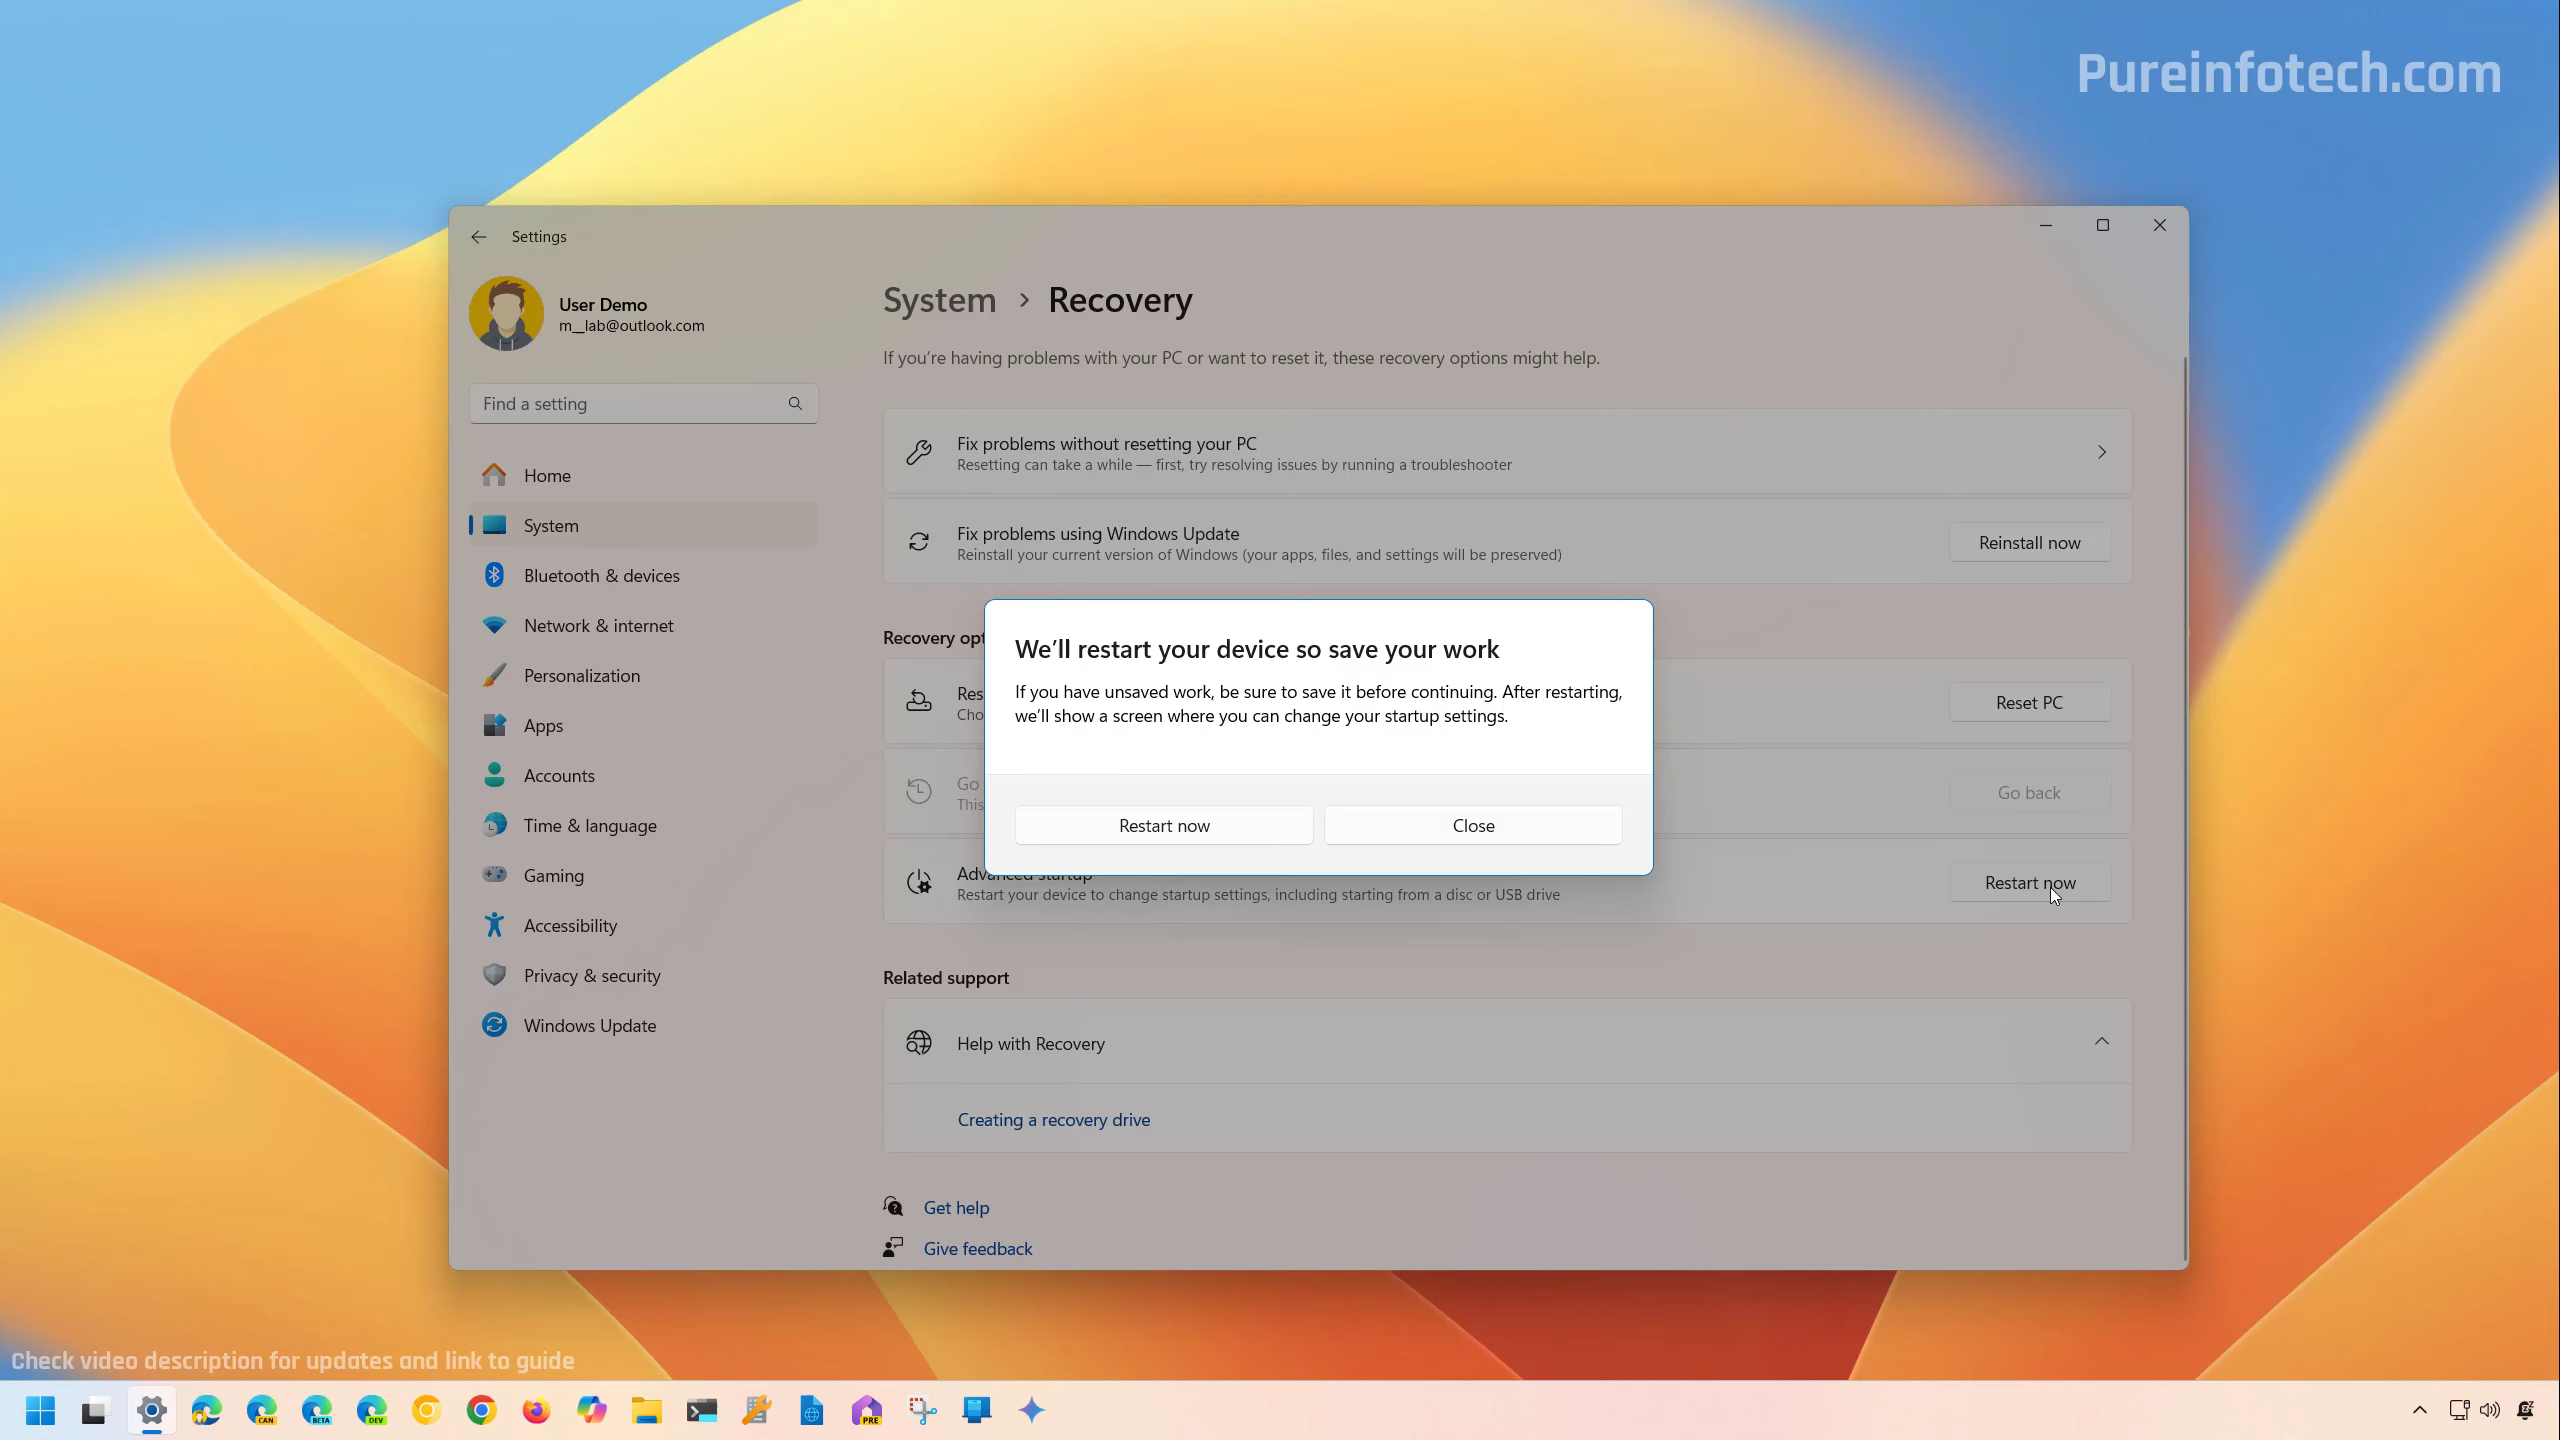 Pureinfotech.com
Settings
User Demo
m__lab@outlook.com
Find a setting
Home
System
Bluetooth & devices
Network & internet
Personalization
Apps
Accounts
Time & language
Gaming
Accessibility
Privacy & security
Windows Update
System › Recovery
If you're having problems with your PC or want to reset it, these recovery options might help.
Fix problems without resetting your PC
Resetting can take a while — first, try resolving issues by running a troubleshooter
Fix problems using Windows Update
Reinstall your current version of Windows (your apps, files, and settings will be preserved)
Reinstall now
Recovery opt
Res
Cho
Reset PC
Go
This
Go back
We'll restart your device so save your work
If you have unsaved work, be sure to save it before continuing. After restarting,
we'll show a screen where you can change your startup settings.
Restart now
Close
Advanced startup
Restart your device to change startup settings, including starting from a disc or USB drive
Restart now
Related support
Help with Recovery
Creating a recovery drive
Get help
Give feedback
Check video description for updates and link to guide
CAN
BETA
DEV
PRE